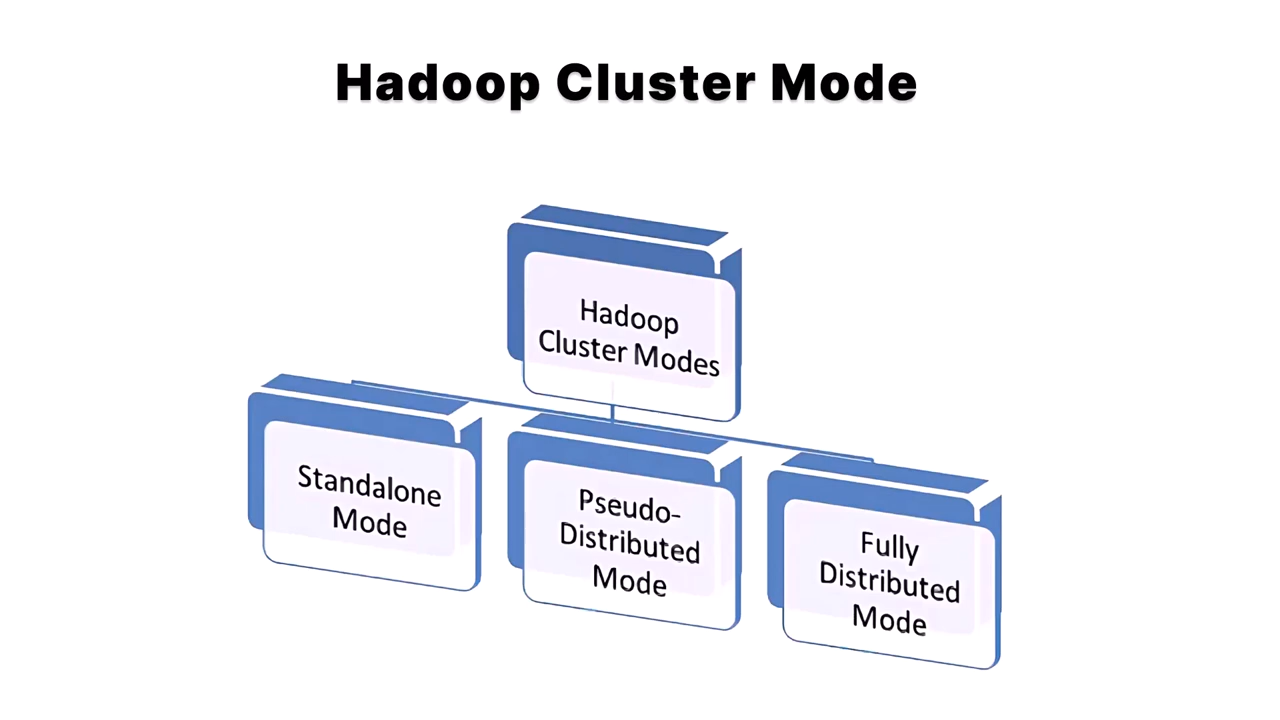 Hadoop Cluster Mode
Hadoop
Cluster Modes
Standalone
Mode
Pseudo-
Distributed
Mode
Fully
Distributed
Mode